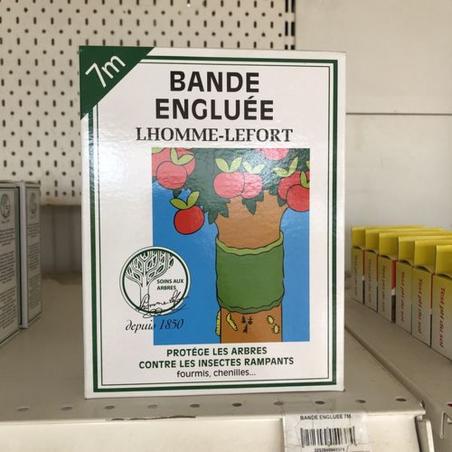 7m
BANDE
ENGLUÉE
LHOMME-LEFORT
SOINS AUX
ARBRES
depuis 1850
PROTÉGE LES ARBRES
CONTRE LES INSECTES RAMPANTS
fourmis, chenilles...
BANDE ENGLUEE 7M